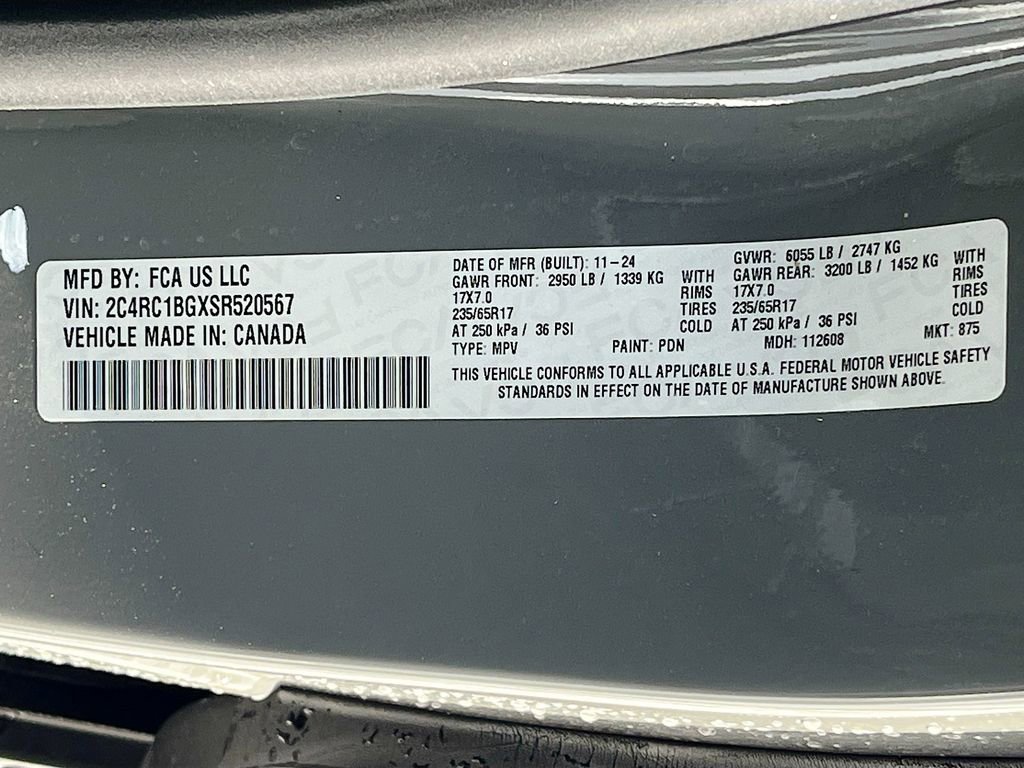 MFD BY: FCA US LLC
VIN: 2C4RC1BGXSR520567
VEHICLE MADE IN: CANADA
DATE OF MFR (BUILT): 11-24
GVWR: 6055 LB / 2747 KG
GAWR FRONT: 2950 LB / 1339 KG WITH
17X7.0 RIMS
235/65R17 TIRES
AT 250 kPa / 36 PSI COLD
GAWR REAR: 3200 LB / 1452 KG WITH
17X7.0 RIMS
235/65R17 TIRES
AT 250 kPa / 36 PSI COLD
TYPE: MPV PAINT: PDN MDH: 112608 MKT: 875
THIS VEHICLE CONFORMS TO ALL APPLICABLE U.S.A. FEDERAL MOTOR VEHICLE SAFETY
STANDARDS IN EFFECT ON THE DATE OF MANUFACTURE SHOWN ABOVE.